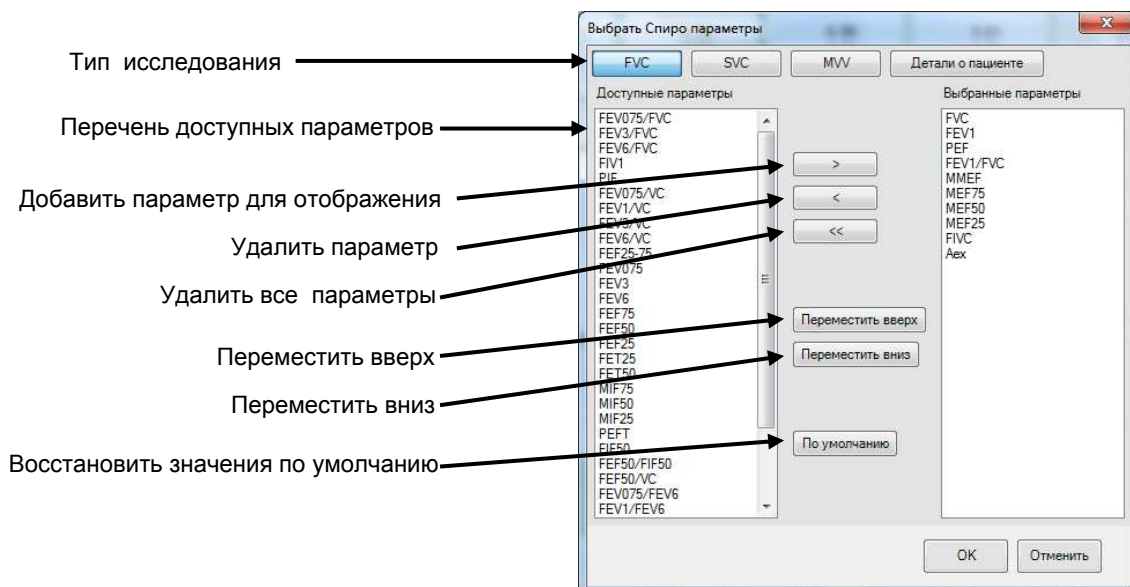 Выбрать Спиро параметры
Тип исследования
FVC SVC MVV Детали о пациенте
Доступные параметры
Выбранные параметры
Перечень доступных параметров
FEV075/FVC
FEV3/FVC
FEV6/FVC
FIV1
PIF
FEV075/VC
FEV1/VC
FEV3/VC
FEV6/VC
FEF25-75
FEV075
FEV3
FEV6
FEF75
FEF50
FEF25
FET25
FET50
MIF75
MIF50
MIF25
PEFT
FIF50
FEF50/FIF50
FEF50/VC
FEV075/FEV6
FEV1/FEV6
FVC
FEV1
PEF
FEV1/FVC
MMEF
MEF75
MEF50
MEF25
FIVC
Aex
Добавить параметр для отображения
>
Удалить параметр
<
Удалить все параметры
<<
Переместить вверх
Переместить вверх
Переместить вниз
Переместить вниз
Восстановить значения по умолчанию
По умолчанию
OK Отменить